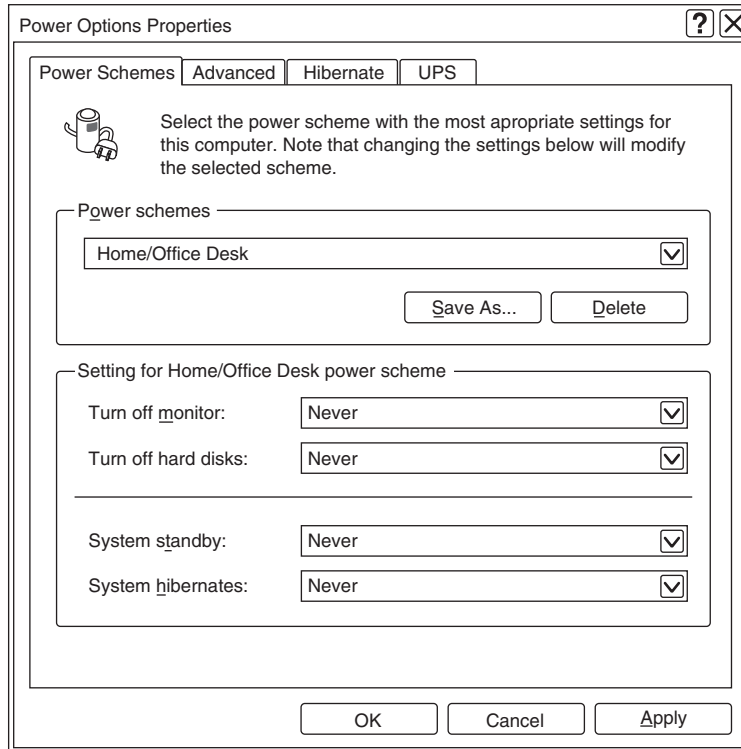 Power Options Properties
?
Power Schemes Advanced Hibernate UPS
Select the power scheme with the most apropriate settings for
this computer. Note that changing the settings below will modify
the selected scheme.
Power schemes
Home/Office Desk
Save As... Delete
Setting for Home/Office Desk power scheme
Turn off monitor: Never
Turn off hard disks: Never
System standby: Never
System hibernates: Never
OK Cancel Apply